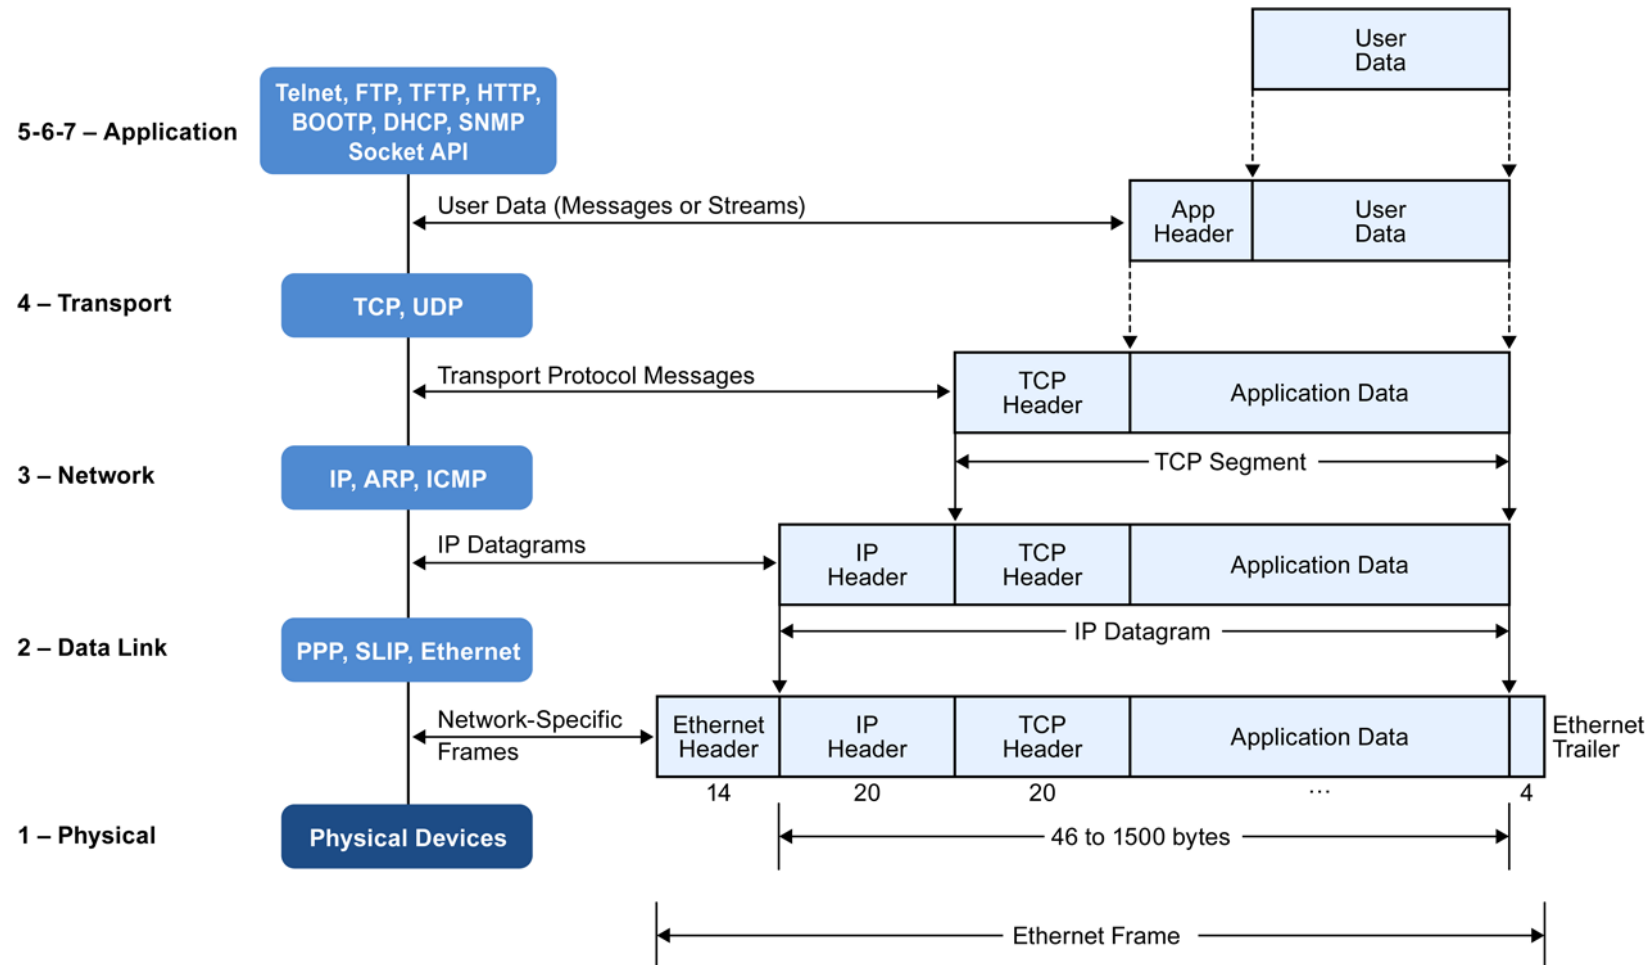 User
Data
Telnet, FTP, TFTP, HTTP,
BOOTP, DHCP, SNMP
Socket API
5-6-7 – Application
User Data (Messages or Streams)
App
Header
User
Data
4 – Transport
TCP, UDP
Transport Protocol Messages
TCP
Header
Application Data
TCP Segment
3 – Network
IP, ARP, ICMP
IP Datagrams
IP
Header
TCP
Header
Application Data
IP Datagram
2 – Data Link
PPP, SLIP, Ethernet
Network-Specific
Frames
Ethernet
Header
IP
Header
TCP
Header
Application Data
Ethernet
Trailer
14
20
20
...
4
1 – Physical
Physical Devices
46 to 1500 bytes
Ethernet Frame